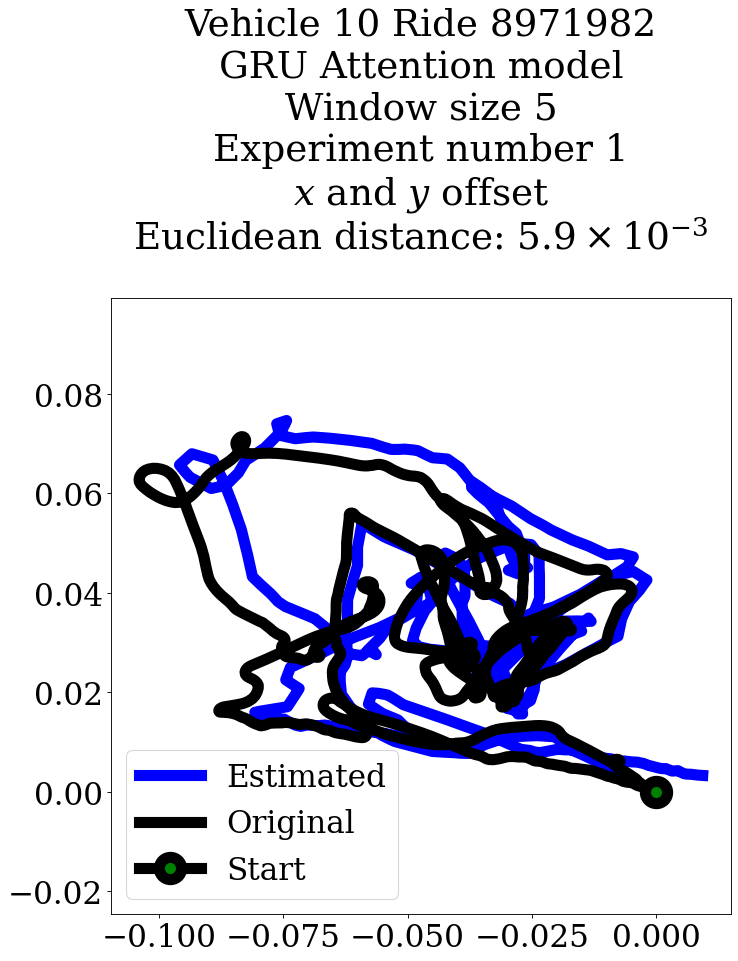 Vehicle 10 Ride 8971982
GRU Attention model
Window size 5
Experiment number 1
x and y offset
Euclidean distance: 5.9 × 10⁻³
0.08
0.06
0.04
0.02
0.00
−0.02
Estimated
Original
Start
−0.100 −0.075 −0.050 −0.025 0.000